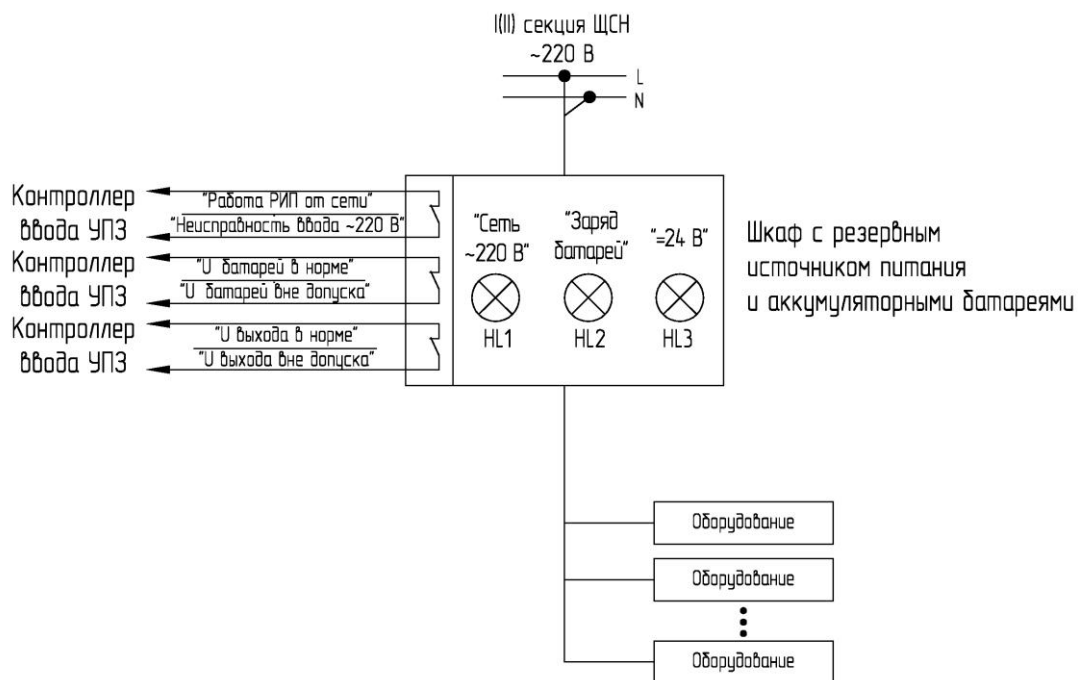 I(II) секция ЩСН
~220 В
L
N
Контроллер
ввода УПЗ
"Работа РИП от сети"
"Неисправность ввода ~220 В"
Контроллер
ввода УПЗ
"U батарей в норме"
"U батарей вне допуска"
Контроллер
ввода УПЗ
"U выхода в норме"
"U выхода вне допуска"
"Сеть
~220 В"
HL1
"Заряд
батарей"
HL2
"=24 В"
HL3
Шкаф с резервным
источником питания
и аккумуляторными батареями
Оборудование
Оборудование
Оборудование